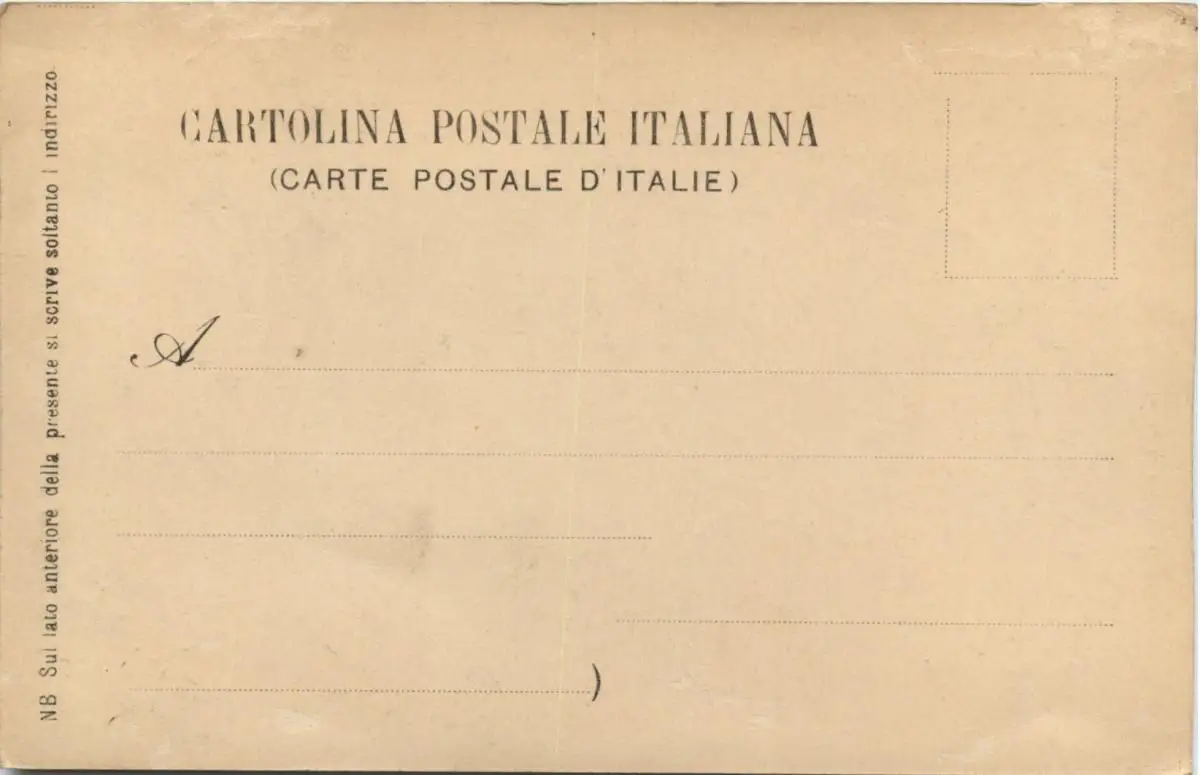 CARTOLINA POSTALE ITALIANA
(CARTE POSTALE D'ITALIE)
A
)
NB Sul lato anteriore della presente si scrive soltanto l indirizzo